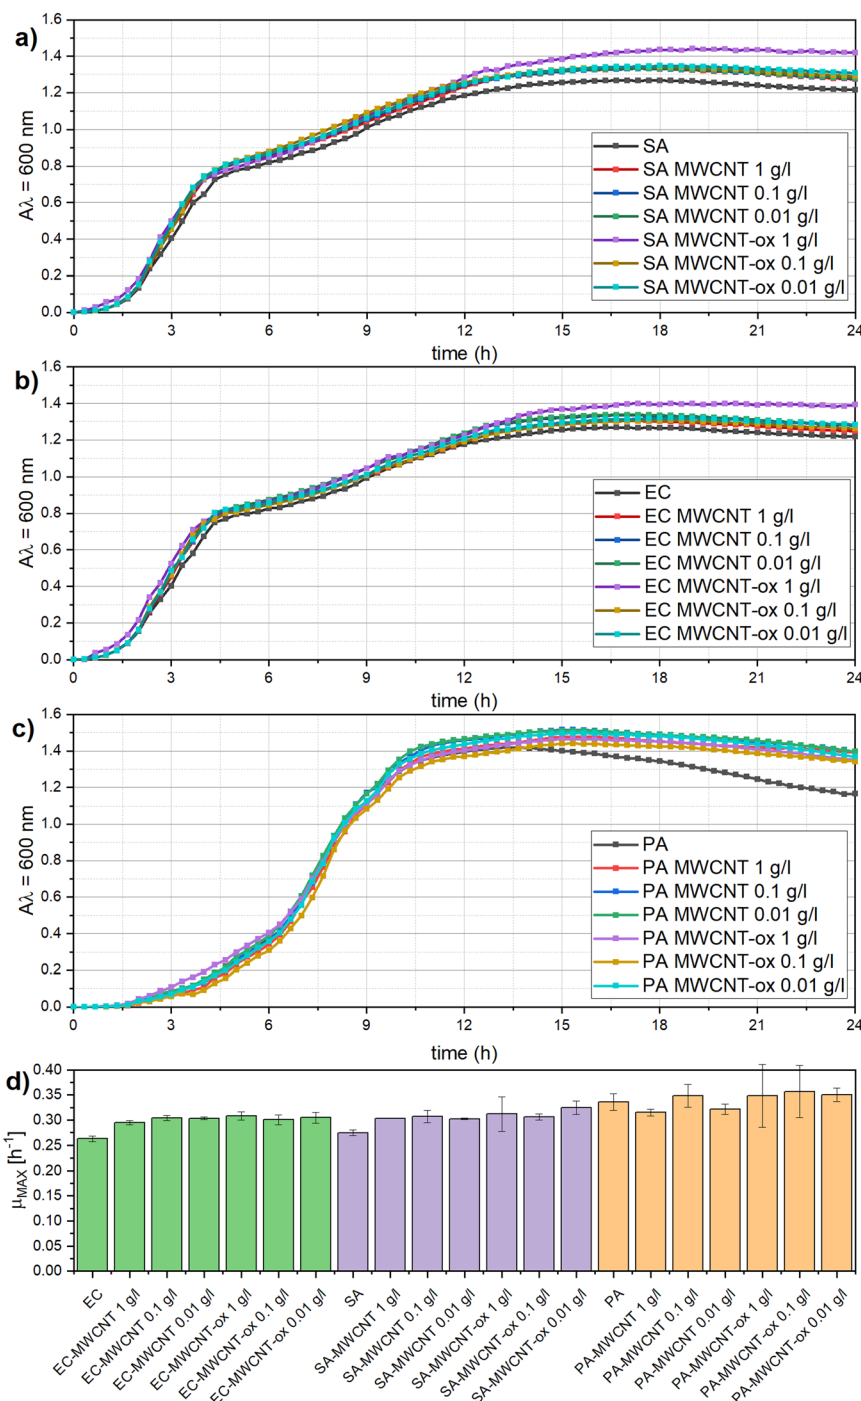 a)
Aλ = 600 nm
1.6
1.4
1.2
1.0
0.8
0.6
0.4
0.2
0.0
SA
SA MWCNT 1 g/l
SA MWCNT 0.1 g/l
SA MWCNT 0.01 g/l
SA MWCNT-ox 1 g/l
SA MWCNT-ox 0.1 g/l
SA MWCNT-ox 0.01 g/l
0 3 6 9 12 15 18 21 24
time (h)
b)
Aλ = 600 nm
1.6
1.4
1.2
1.0
0.8
0.6
0.4
0.2
0.0
EC
EC MWCNT 1 g/l
EC MWCNT 0.1 g/l
EC MWCNT 0.01 g/l
EC MWCNT-ox 1 g/l
EC MWCNT-ox 0.1 g/l
EC MWCNT-ox 0.01 g/l
0 3 6 9 12 15 18 21 24
time (h)
c)
Aλ = 600 nm
1.6
1.4
1.2
1.0
0.8
0.6
0.4
0.2
0.0
PA
PA MWCNT 1 g/l
PA MWCNT 0.1 g/l
PA MWCNT 0.01 g/l
PA MWCNT-ox 1 g/l
PA MWCNT-ox 0.1 g/l
PA MWCNT-ox 0.01 g/l
0 3 6 9 12 15 18 21 24
time (h)
d)
μMAX [h-1]
0.40
0.35
0.30
0.25
0.20
0.15
0.10
0.05
0.00
EC
EC-MWCNT 1 g/l
EC-MWCNT 0.1 g/l
EC-MWCNT 0.01 g/l
EC-MWCNT-ox 1 g/l
EC-MWCNT-ox 0.1 g/l
EC-MWCNT-ox 0.01 g/l
SA
SA-MWCNT 1 g/l
SA-MWCNT 0.1 g/l
SA-MWCNT 0.01 g/l
SA-MWCNT-ox 1 g/l
SA-MWCNT-ox 0.1 g/l
SA-MWCNT-ox 0.01 g/l
PA
PA-MWCNT 1 g/l
PA-MWCNT 0.1 g/l
PA-MWCNT 0.01 g/l
PA-MWCNT-ox 1 g/l
PA-MWCNT-ox 0.1 g/l
PA-MWCNT-ox 0.01 g/l